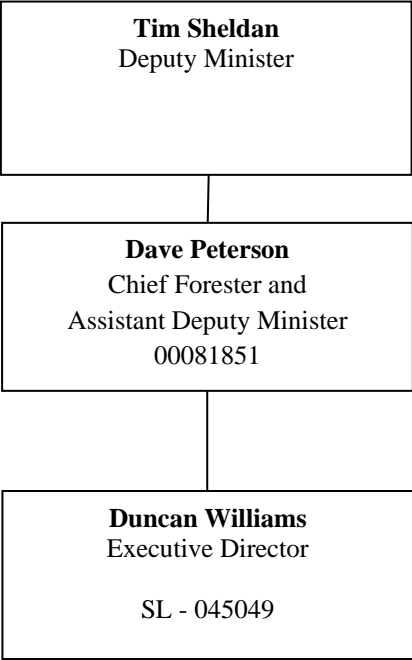 Tim Sheldan
Deputy Minister
Dave Peterson
Chief Forester and
Assistant Deputy Minister
00081851
Duncan Williams
Executive Director
SL - 045049